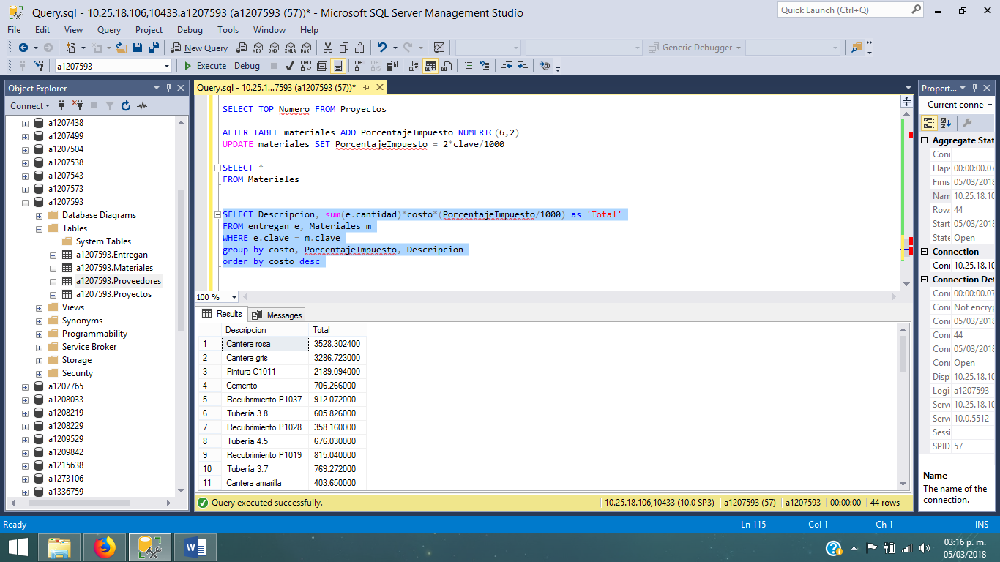 Query.sql - 10.25.18.106,10433.a1207593 (a1207593 (57))* - Microsoft SQL Server Management Studio
Quick Launch (Ctrl+Q)
File Edit View Query Project Debug Tools Window Help
New Query MDX DMX XMLA DAX Generic Debugger
a1207593 Execute Debug
Object Explorer
Connect
a1207438
a1207499
a1207504
a1207538
a1207543
a1207573
a1207593
Database Diagrams
Tables
System Tables
a1207593.Entregan
a1207593.Materiales
a1207593.Proveedores
a1207593.Proyectos
Views
Synonyms
Programmability
Service Broker
Storage
Security
a1207765
a1208033
a1208219
a1208229
a1209529
a1209842
a1215638
a1273106
a1336759
Query.sql - 10.25.1...7593 (a1207593 (57))*
SELECT TOP Numero FROM Proyectos
ALTER TABLE materiales ADD PorcentajeImpuesto NUMERIC(6,2)
UPDATE materiales SET PorcentajeImpuesto = 2*clave/1000
SELECT *
FROM Materiales
SELECT Descripcion, sum(e.cantidad)*costo*(PorcentajeImpuesto/1000) as 'Total'
FROM entregan e, Materiales m
WHERE e.clave = m.clave
group by costo, PorcentajeImpuesto, Descripcion
order by costo desc
100 %
Results Messages
Descripcion Total
1 Cantera rosa 3528.302400
2 Cantera gris 3286.723000
3 Pintura C1011 2189.094000
4 Cemento 706.266000
5 Recubrimiento P1037 912.072000
6 Tubería 3.8 605.826000
7 Recubrimiento P1028 358.160000
8 Tubería 4.5 676.030000
9 Recubrimiento P1019 815.040000
10 Tubería 3.7 769.272000
11 Cantera amarilla 403.650000
Query executed successfully. 10.25.18.106,10433 (10.0 SP3) a1207593 (57) a1207593 00:00:00 44 rows
Propert...
Current conne
Aggregate Stat
Conn
Elaps 00:00:00.07
Finis 05/03/2018
Nam 10.25.18.10
Row 44
Start 05/03/2018
State Open
Connection
Conn 10.25.18.10
Connection Det
Conn 00:00:00.07
Conn Not encryp
Conn 05/03/2018
Conn 44
Conn 05/03/2018
Conn Open
Disp 10.25.18.10
Logi a1207593
Serve 10.25.18.10
Serve 10.0.5512
Sessi
SPID 57
Name
The name of the
connection.
Ready Ln 115 Col 1 Ch 1 INS
03:16 p. m.
05/03/2018